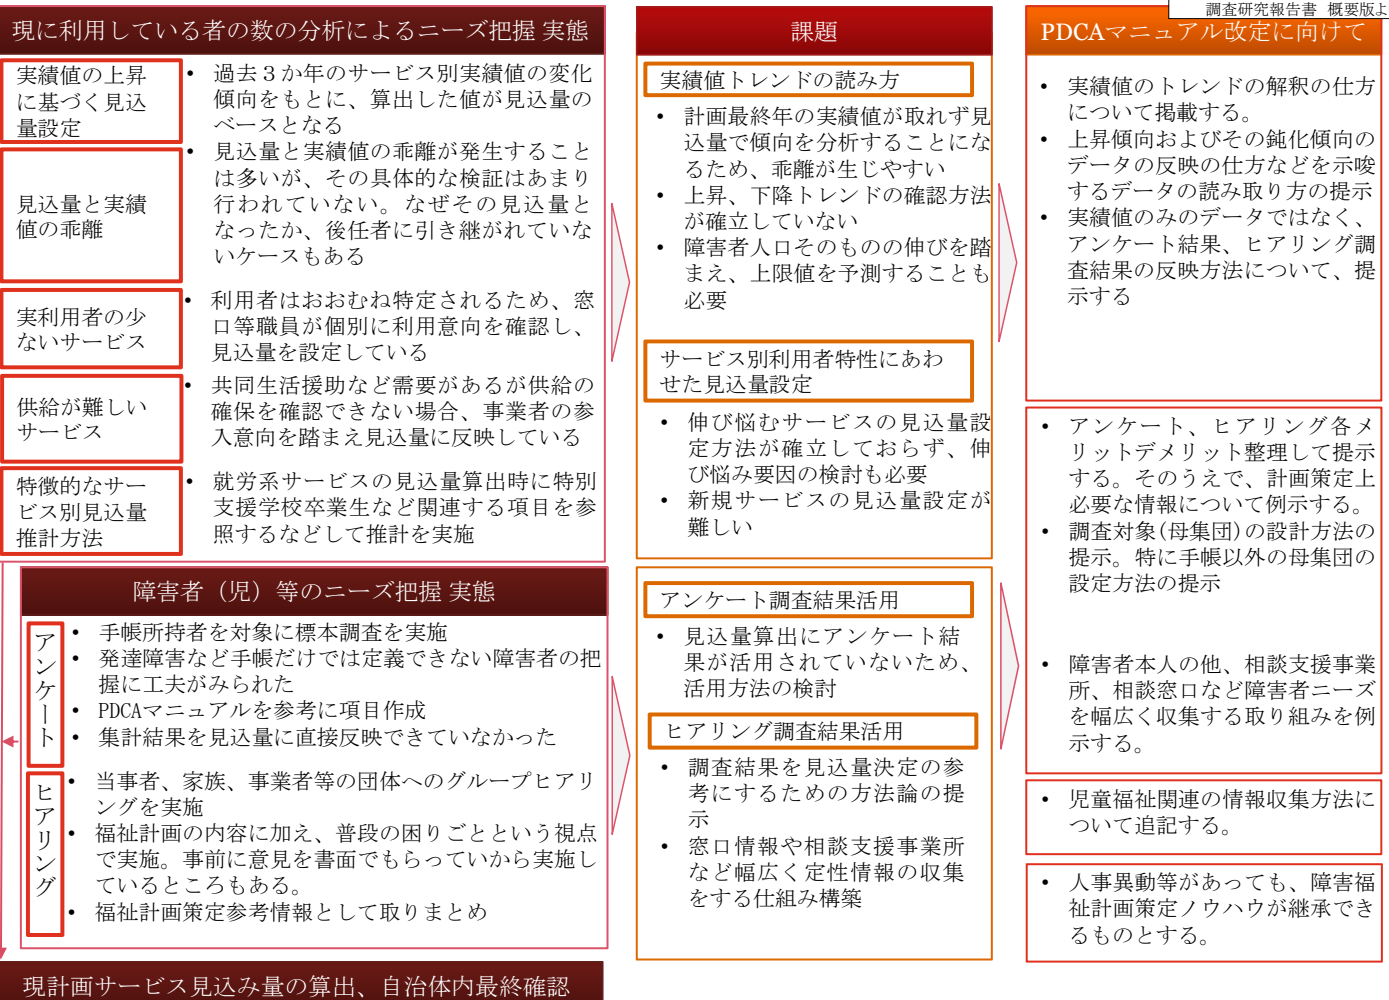 調査研究報告書 概要版よ
現に利用している者の数の分析によるニーズ把握 実態
実績値の上昇
に基づく見込
量設定
• 過去３か年のサービス別実績値の変化
傾向をもとに、算出した値が見込量の
ベースとなる
見込量と実績
値の乖離
• 見込量と実績値の乖離が発生すること
は多いが、その具体的な検証はあまり
行われていない。なぜその見込量と
なったか、後任者に引き継がれていな
いケースもある
実利用者の少
ないサービス
• 利用者はおおむね特定されるため、窓
口等職員が個別に利用意向を確認し、
見込量を設定している
供給が難しい
サービス
• 共同生活援助など需要があるが供給の
確保を確認できない場合、事業者の参
入意向を踏まえ見込量に反映している
特徴的なサー
ビス別見込量
推計方法
• 就労系サービスの見込量算出時に特別
支援学校卒業生など関連する項目を参
照するなどして推計を実施
障害者（児）等のニーズ把握 実態
アンケート
• 手帳所持者を対象に標本調査を実施
• 発達障害など手帳だけでは定義できない障害者の把
握に工夫がみられた
• PDCAマニュアルを参考に項目作成
• 集計結果を見込量に直接反映できていなかった
ヒアリング
• 当事者、家族、事業者等の団体へのグループヒアリ
ングを実施
• 福祉計画の内容に加え、普段の困りごとという視点
で実施。事前に意見を書面でもらっていから実施し
ているところもある。
• 福祉計画策定参考情報として取りまとめ
現計画サービス見込み量の算出、自治体内最終確認
課題
実績値トレンドの読み方
• 計画最終年の実績値が取れず見
込量で傾向を分析することにな
るため、乖離が生じやすい
• 上昇、下降トレンドの確認方法
が確立していない
• 障害者人口そのものの伸びを踏
まえ、上限値を予測することも
必要
サービス別利用者特性にあわ
せた見込量設定
• 伸び悩むサービスの見込量設
定方法が確立しておらず、伸
び悩み要因の検討も必要
• 新規サービスの見込量設定が
難しい
アンケート調査結果活用
• 見込量算出にアンケート結
果が活用されていないため、
活用方法の検討
ヒアリング調査結果活用
• 調査結果を見込量決定の参
考にするための方法論の提
示
• 窓口情報や相談支援事業所
など幅広く定性情報の収集
をする仕組み構築
PDCAマニュアル改定に向けて
• 実績値のトレンドの解釈の仕方
について掲載する。
• 上昇傾向およびその鈍化傾向の
データの反映の仕方などを示唆
するデータの読み取り方の提示
• 実績値のみのデータではなく、
アンケート結果、ヒアリング調
査結果の反映方法について、提
示する
• アンケート、ヒアリング各メ
リットデメリット整理して提示
する。そのうえで、計画策定上
必要な情報について例示する。
• 調査対象(母集団)の設計方法の
提示。特に手帳以外の母集団の
設定方法の提示
• 障害者本人の他、相談支援事業
所、相談窓口など障害者ニーズ
を幅広く収集する取り組みを例
示する。
• 児童福祉関連の情報収集方法に
ついて追記する。
• 人事異動等があっても、障害福
祉計画策定ノウハウが継承でき
るものとする。